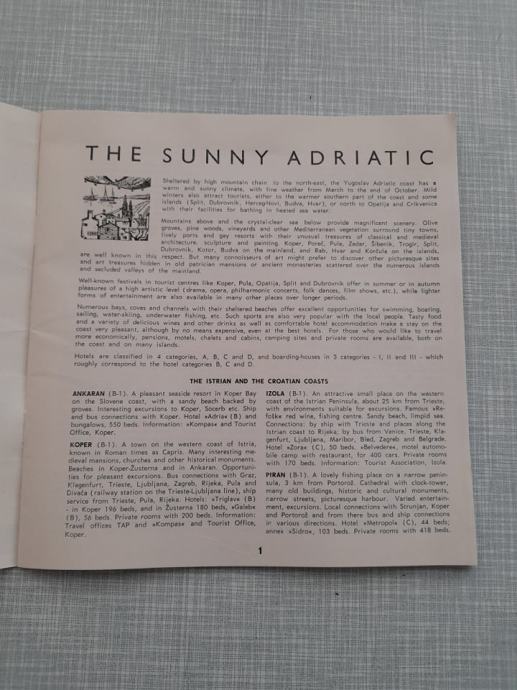 THE SUNNY ADRIATIC
Sheltered by high mountain chain to the north-east, the Yugoslav Adriatic coast has a
warm and sunny climate, with fine weather from March to the end of October. Mild
winters also attract tourists, either to the warmer southern part of the coast and some
islands (Split, Dubrovnik, Hercegnovi, Budva, Hvar), or north to Opatija and Crikvenica
with their facilities for bathing in heated sea water.
Mountains above and the crystalclear sea below provide magnificent scenery. Olive
groves, pine woods, vineyards and other Mediterranean vegetation surround tiny towns,
lively ports and gay resorts with their unusual treasures of classical and medieval
architecture, sculpture and painting. Koper, Poreč, Pula, Zadar, Šibenik, Trogir, Split,
Dubrovnik, Kotor, Budva on the mainland, and Rab, Hvar and Korčula on the islands,
are well known in this respect. But many connoisseurs of art might prefer to discover other picturesque sites
and art treasures hidden in old patrician mansions or ancient monasteries scattered over the numerous islands
and secluded valleys of the mainland.
Well-known festivals in tourist centres like Koper, Pula, Opatija, Split and Dubrovnik offer in summer or in autumn
pleasures of a high artistic level (drama, opera, philharmonic concerts, folk dances, film shows, etc.), while lighter
forms of entertainment are also available in many other places over longer periods.
Numerous bays, coves and channels with their sheltered beaches offer excellent opportunities for swimming, boating,
sailing, water-skiing, underwater fishing, etc. Such sports are also very popular with the local people. Tasty food
and a variety of delicious wines and other drinks as well as comfortable hotel accommodation make a stay on the
coast very pleasant, although by no means expensive, even at the best hotels. For those who would like to travel
more economically, pensions, motels, chalets and cabins, camping sites and private rooms are available, both on
the coast and on many islands.
Hotels are classified in 4 categories, A, B, C and D, and boarding-houses in 3 categories - I, II and III - which
roughly correspond to the hotel categories B, C and D.
THE ISTRIAN AND THE CROATIAN COASTS
ANKARAN (B-1). A pleasant seaside resort in Koper Bay
on the Slovene coast, with a sandy beach backed by
groves. Interesting excursions to Koper, Socerb etc. Ship
and bus connections with Koper. Hotel »Adria« (B) and
bungalows, 550 beds. Information: »Kompas« and Tourist
Office, Koper.
KOPER (B-1). A town on the western coast of Istria,
known in Roman times as Capris. Many interesting me-
dieval mansions, churches and other historical monuments.
Beaches in Koper-Žusterna and in Ankaran. Opportuni-
ties for pleasant excursions. Bus connections with Graz,
Klagenfurt, Trieste, Ljubljana, Zagreb, Rijeka, Pula and
Divača (railway station on the Trieste-Ljubljana line), ship
service from Trieste, Pula, Rijeka. Hotels: »Triglav« (B)
- in Koper 196 beds, and in Žusterna 180 beds, »Galeb«
(B), 56 beds. Private rooms with 200 beds. Information:
Travel offices TAP and »Kompas« and Tourist Office,
Koper.
IZOLA (B-1). An attractive small place on the western
coast of the Istrian Peninsula, about 25 km from Trieste,
with environments suitable for excursions. Famous »Re-
fošk« red wine, fishing centre. Sandy beach, limpid sea.
Connections: by ship with Trieste and places along the
Istrian coast to Rijeka; by bus from Venice, Trieste, Kla-
genfurt, Ljubljana, Maribor, Bled, Zagreb and Belgrade.
Hotel »Zora« (C), 50 beds. »Belvedere«, motel automo-
bile camp with restaurant, for 400 cars. Private rooms
with 170 beds. Information: Tourist Association, Izola.
PIRAN (B-1). A lovely fishing place on a narrow penin-
sula, 3 km from Portorož. Cathedral with clock-tower,
many old buildings, historic and cultural monuments,
narrow streets, picturesque harbour. Varied entertain-
ment, excursions. Local connections with Strunjan, Koper
and Portorož and from there bus and ship connections
in various directions. Hotel »Metropol« (C), 44 beds;
annex »Sidro«, 103 beds. Private rooms with 418 beds.
1